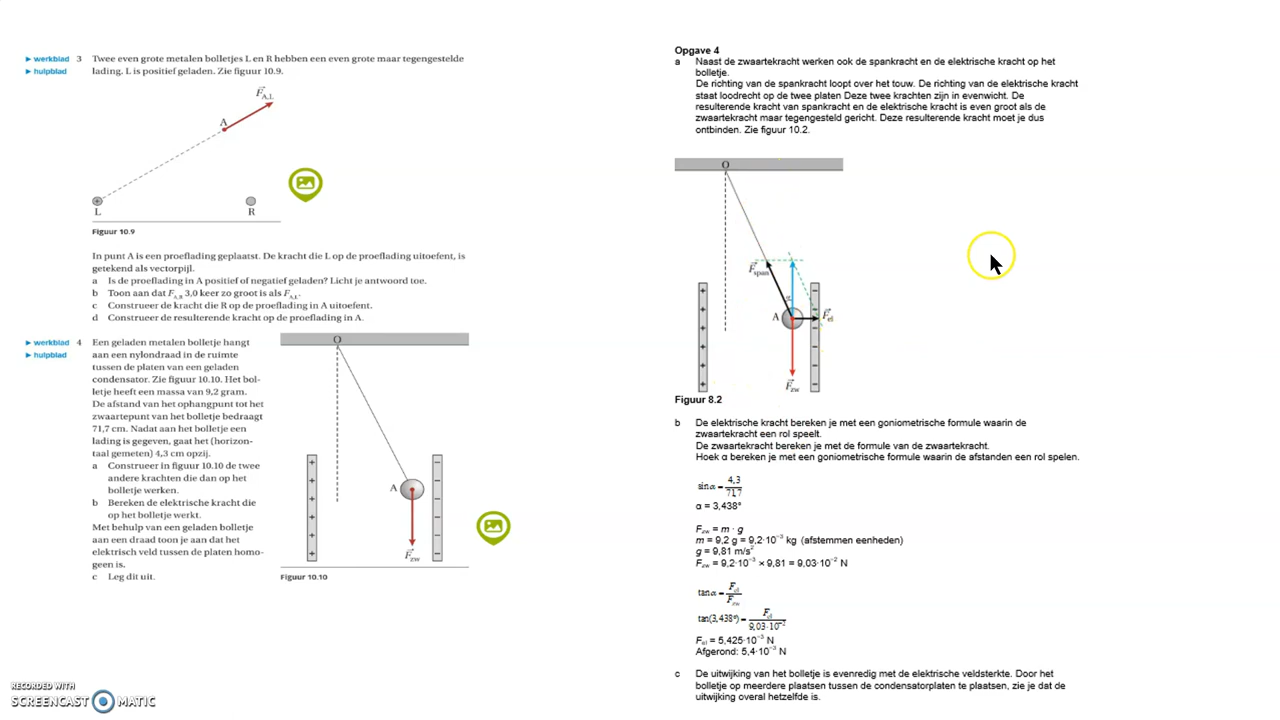 ▶ werkblad 3 Twee even grote metalen bolletjes L en R hebben een even grote maar tegengestelde
▶ hulpblad lading. L is positief geladen. Zie figuur 10.9.
F A,L
A
L
R
Figuur 10.9
In punt A is een proeflading geplaatst. De kracht die L op de proeflading uitoefent, is
getekend als vectorpijl.
a Is de proeflading in A positief of negatief geladen? Licht je antwoord toe.
b Toon aan dat F A,R 3,0 keer zo groot is als F A,L.
c Construeer de kracht die R op de proeflading in A uitoefent.
d Construeer de resulterende kracht op de proeflading in A.
▶ werkblad 4 Een geladen metalen bolletje hangt
▶ hulpblad aan een nylondraad in de ruimte
tussen de platen van een geladen
condensator. Zie figuur 10.10. Het bol-
letje heeft een massa van 9,2 gram.
De afstand van het ophangpunt tot het
zwaartepunt van het bolletje bedraagt
71,7 cm. Nadat aan het bolletje een
lading is gegeven, gaat het (horizon-
taal gemeten) 4,3 cm opzij.
a Construeer in figuur 10.10 de twee
andere krachten die dan op het
bolletje werken.
b Bereken de elektrische kracht die
op het bolletje werkt.
Met behulp van een geladen bolletje
aan een draad toon je aan dat het
elektrisch veld tussen de platen homo-
geen is.
c Leg dit uit.
O
A
F zw
Figuur 10.10
RECORDED WITH
SCREENCAST MATIC
Opgave 4
a Naast de zwaartekracht werken ook de spankracht en de elektrische kracht op het
bolletje.
De richting van de spankracht loopt over het touw. De richting van de elektrische kracht
staat loodrecht op de twee platen Deze twee krachten zijn in evenwicht. De
resulterende kracht van spankracht en de elektrische kracht is even groot als de
zwaartekracht maar tegengesteld gericht. Deze resulterende kracht moet je dus
ontbinden. Zie figuur 10.2.
O
F span
A
F el
F zw
Figuur 8.2
b De elektrische kracht bereken je met een goniometrische formule waarin de
zwaartekracht een rol speelt.
De zwaartekracht bereken je met de formule van de zwaartekracht.
Hoek α bereken je met een goniometrische formule waarin de afstanden een rol spelen.
sin α = 4,3 / 71,7
α = 3,438°
F zw = m · g
m = 9,2 g = 9,2·10⁻³ kg (afstemmen eenheden)
g = 9,81 m/s²
F zw = 9,2·10⁻³ × 9,81 = 9,03·10⁻² N
tan α = F el / F zw
tan(3,438°) = F el / 9,03·10⁻²
F el = 5,425·10⁻³ N
Afgerond: 5,4·10⁻³ N
c De uitwijking van het bolletje is evenredig met de elektrische veldsterkte. Door het
bolletje op meerdere plaatsen tussen de condensatorplaten te plaatsen, zie je dat de
uitwijking overal hetzelfde is.